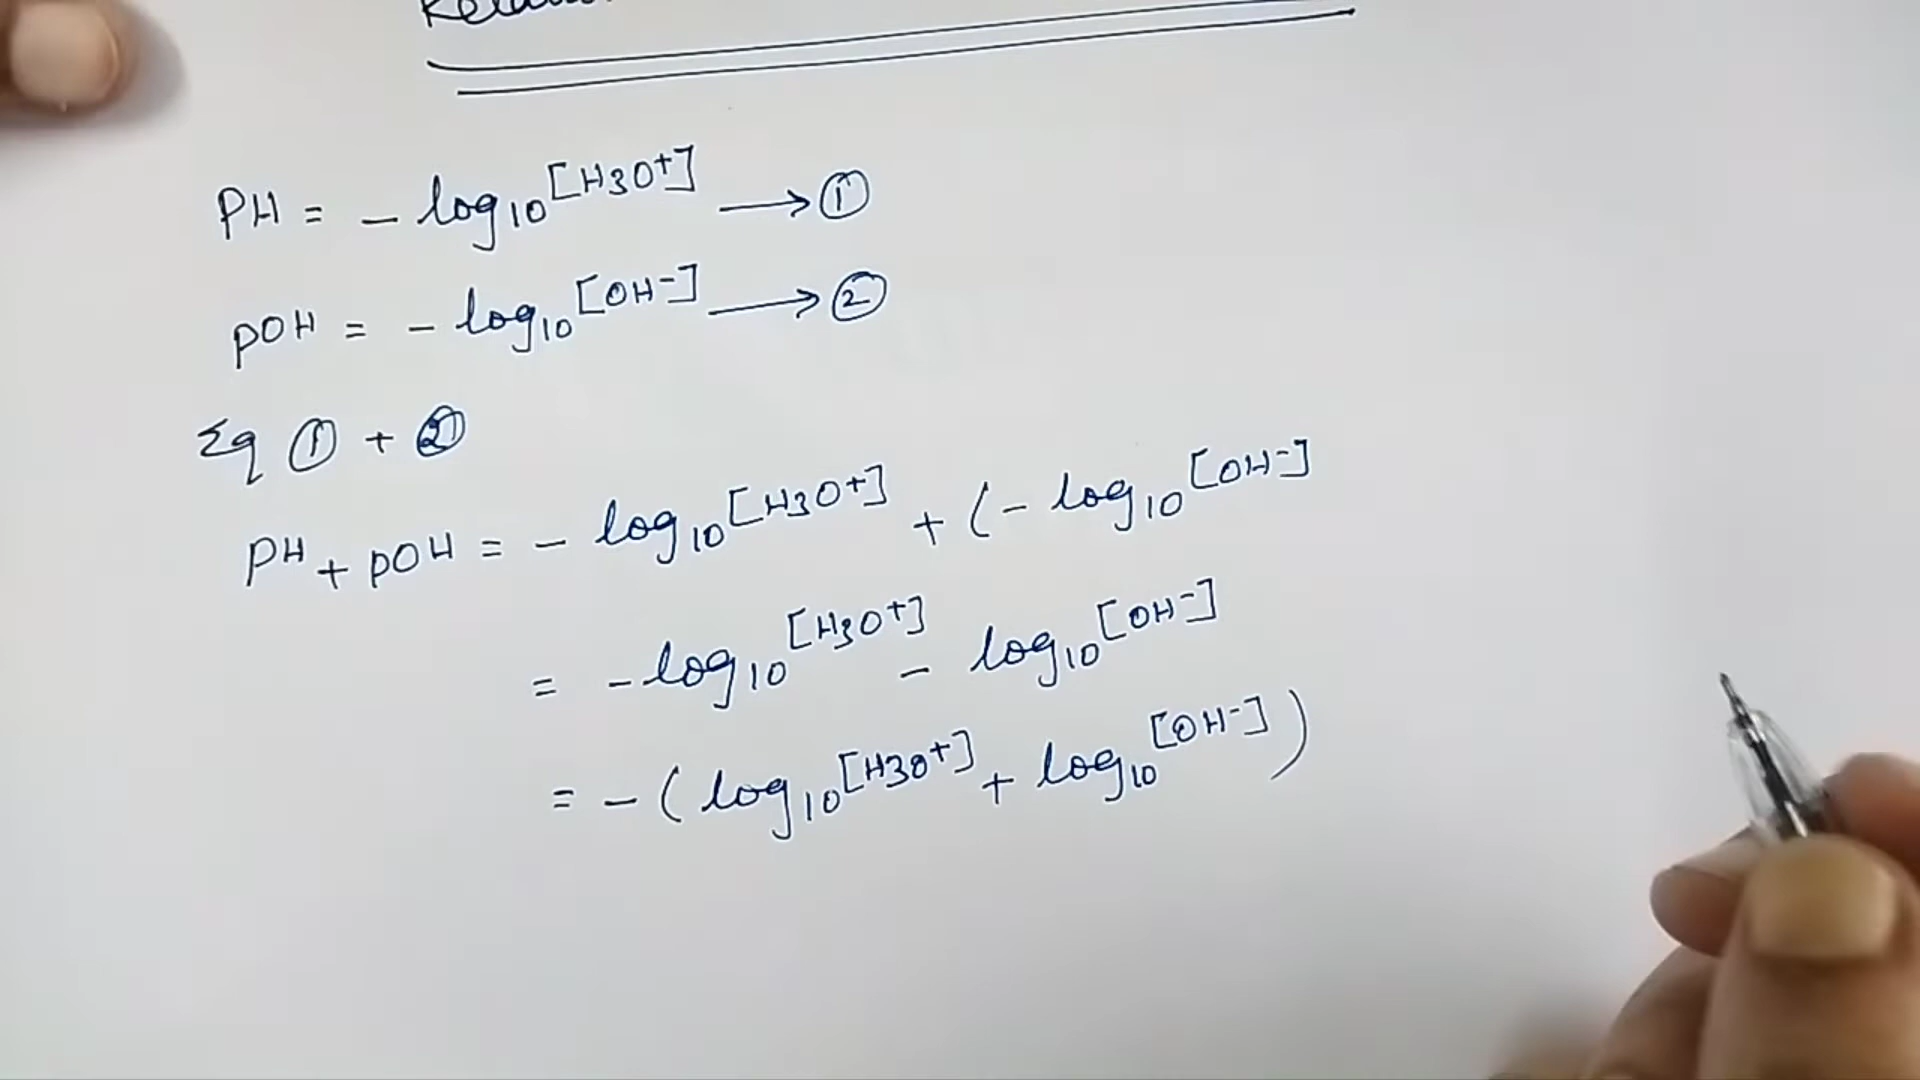 PH = - log10 [H3O+] → ①
pOH = - log10 [OH-] → ②
Eq ① + ②
PH + pOH = - log10 [H3O+] + (- log10 [OH-]
= - log10 [H3O+] - log10 [OH-]
= - ( log10 [H3O+] + log10 [OH-] )